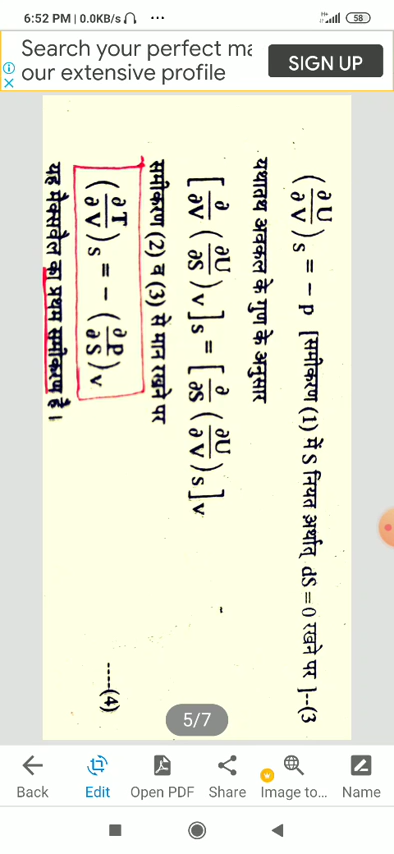 6:52 PM | 0.0KB/s ...
58
Search your perfect ma
our extensive profile
SIGN UP
(∂U/∂V)s = - p [समीकरण (1) में S नियत अर्थात् dS = 0 रखने पर ]--(3
यथातथ अवकल के गुण के अनुसार
[∂/∂V (∂U/∂S)v]s = [∂/∂S (∂U/∂V)s]v
समीकरण (2) व (3) से मान रखने पर
(∂T/∂V)s = - (∂P/∂S)v -----(4)
यह मैक्सवेल का प्रथम समीकरण है।
5/7
Back Edit Open PDF Share Image to... Name